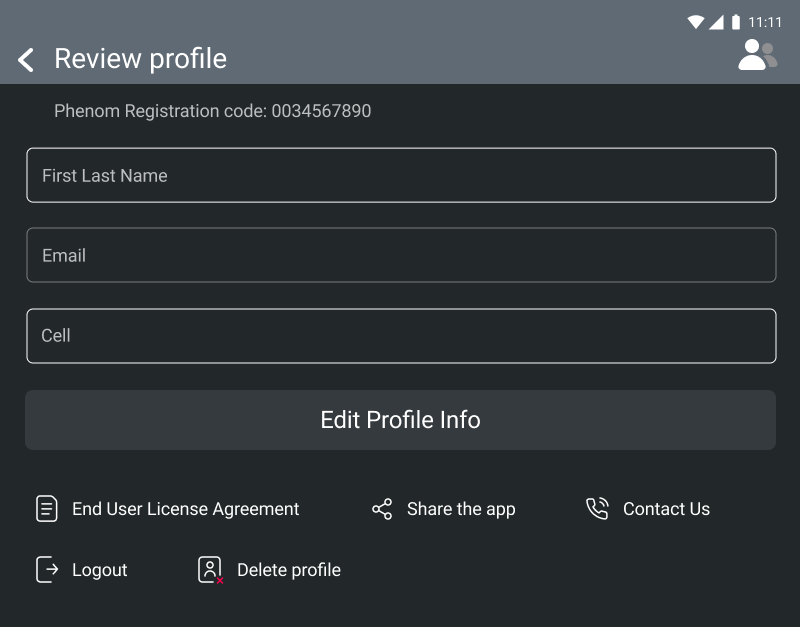 11:11
Review profile
Phenom Registration code: 0034567890
First Last Name
Email
Cell
Edit Profile Info
End User License Agreement
Share the app
Contact Us
Logout
Delete profile